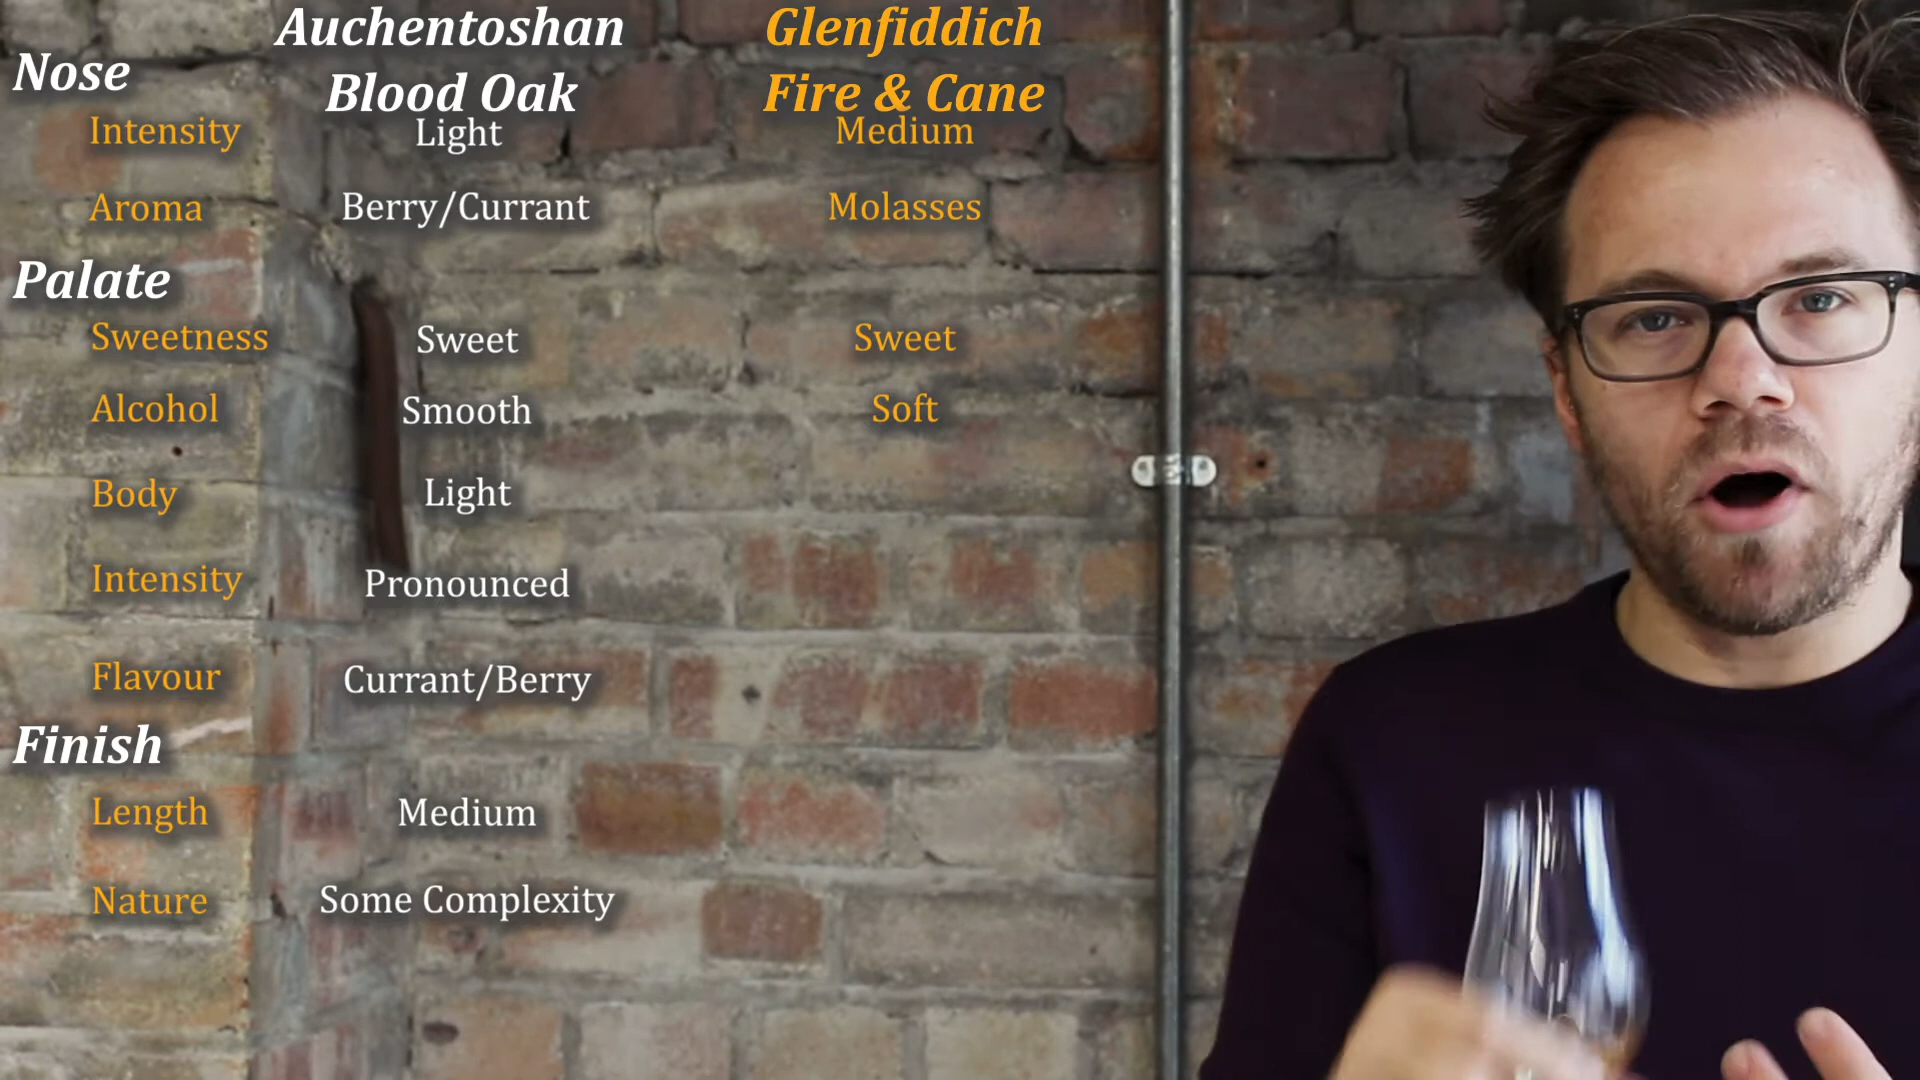 Auchentoshan Glenfiddich
Nose Blood Oak Fire & Cane
Intensity Light Medium
Aroma Berry/Currant Molasses
Palate
Sweetness Sweet Sweet
Alcohol Smooth Soft
Body Light
Intensity Pronounced
Flavour Currant/Berry
Finish
Length Medium
Nature Some Complexity